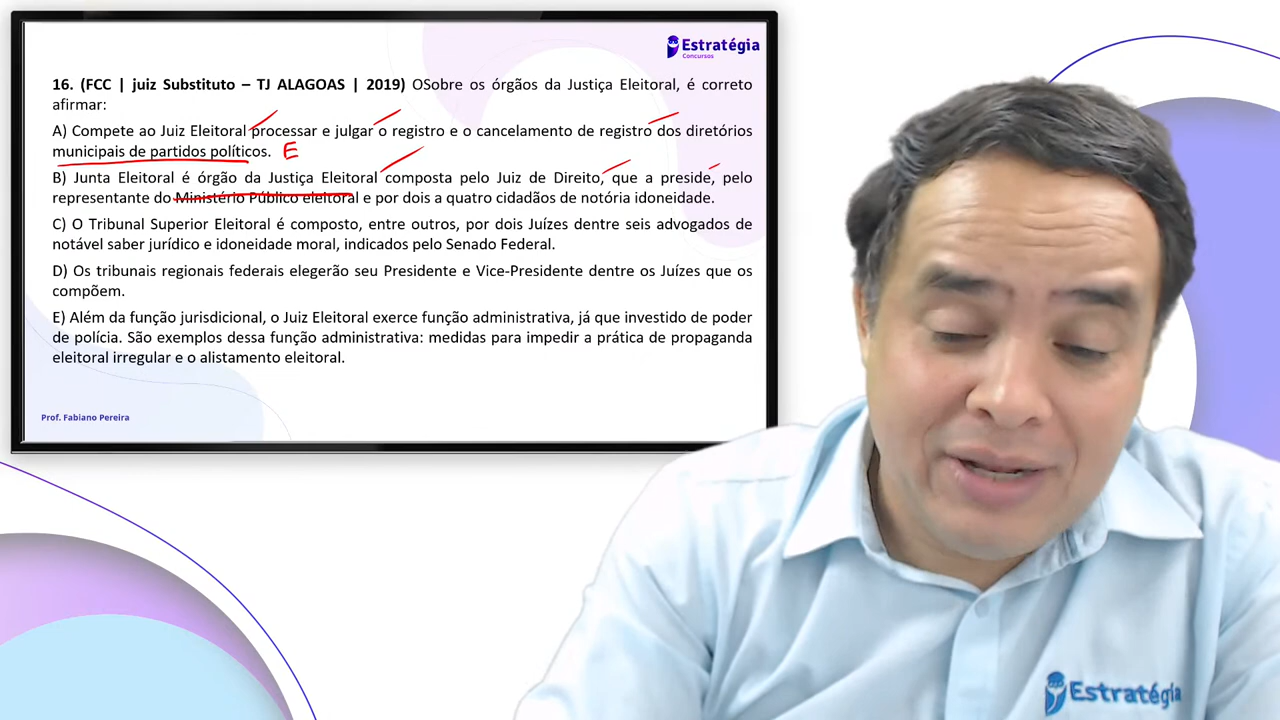 Estratégia
Concursos
16. (FCC | juiz Substituto – TJ ALAGOAS | 2019) OSobre os órgãos da Justiça Eleitoral, é correto
afirmar:
A) Compete ao Juiz Eleitoral processar e julgar o registro e o cancelamento de registro dos diretórios
municipais de partidos políticos. E
B) Junta Eleitoral é órgão da Justiça Eleitoral composta pelo Juiz de Direito, que a preside, pelo
representante do Ministério Público eleitoral e por dois a quatro cidadãos de notória idoneidade.
C) O Tribunal Superior Eleitoral é composto, entre outros, por dois Juízes dentre seis advogados de
notável saber jurídico e idoneidade moral, indicados pelo Senado Federal.
D) Os tribunais regionais federais elegerão seu Presidente e Vice-Presidente dentre os Juízes que os
compõem.
E) Além da função jurisdicional, o Juiz Eleitoral exerce função administrativa, já que investido de poder
de polícia. São exemplos dessa função administrativa: medidas para impedir a prática de propaganda
eleitoral irregular e o alistamento eleitoral.
Prof. Fabiano Pereira
Estratégia